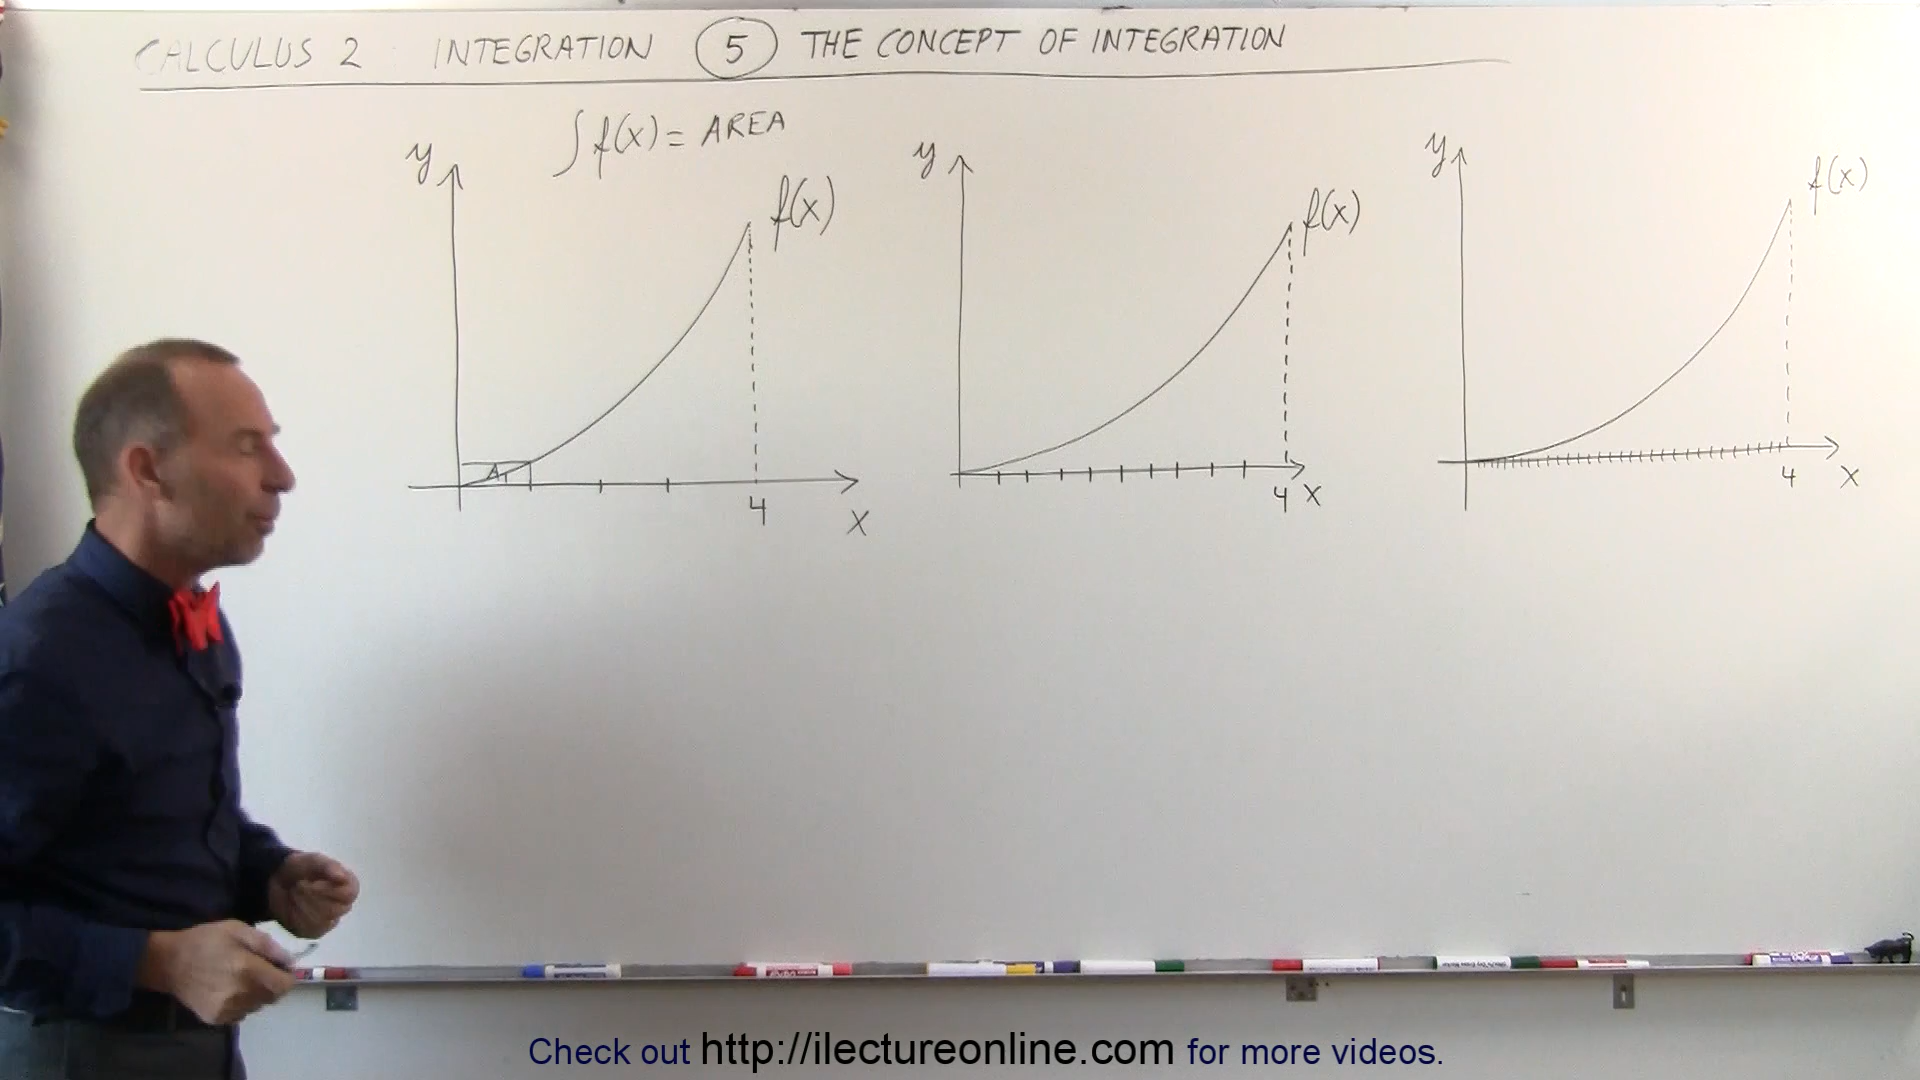 CALCULUS 2 INTEGRATION 5 THE CONCEPT OF INTEGRATION
∫ f(x) = AREA
y f(x) A 4 x
y f(x) 4 x
y f(x) 4 x
Check out http://ilectureonline.com for more videos.